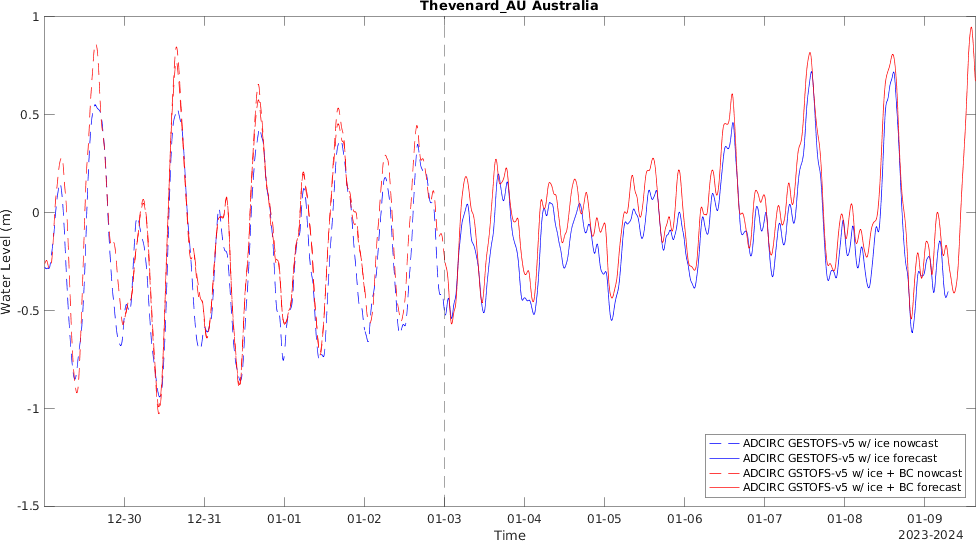 Thevenard_AU Australia
1
0.5
0
-0.5
-1
-1.5
Water Level (m)
12-30 12-31 01-01 01-02 01-03 01-04 01-05 01-06 01-07 01-08 01-09
Time
2023-2024
ADCIRC GESTOFS-v5 w/ ice nowcast
ADCIRC GESTOFS-v5 w/ ice forecast
ADCIRC GSTOFS-v5 w/ ice + BC nowcast
ADCIRC GSTOFS-v5 w/ ice + BC forecast